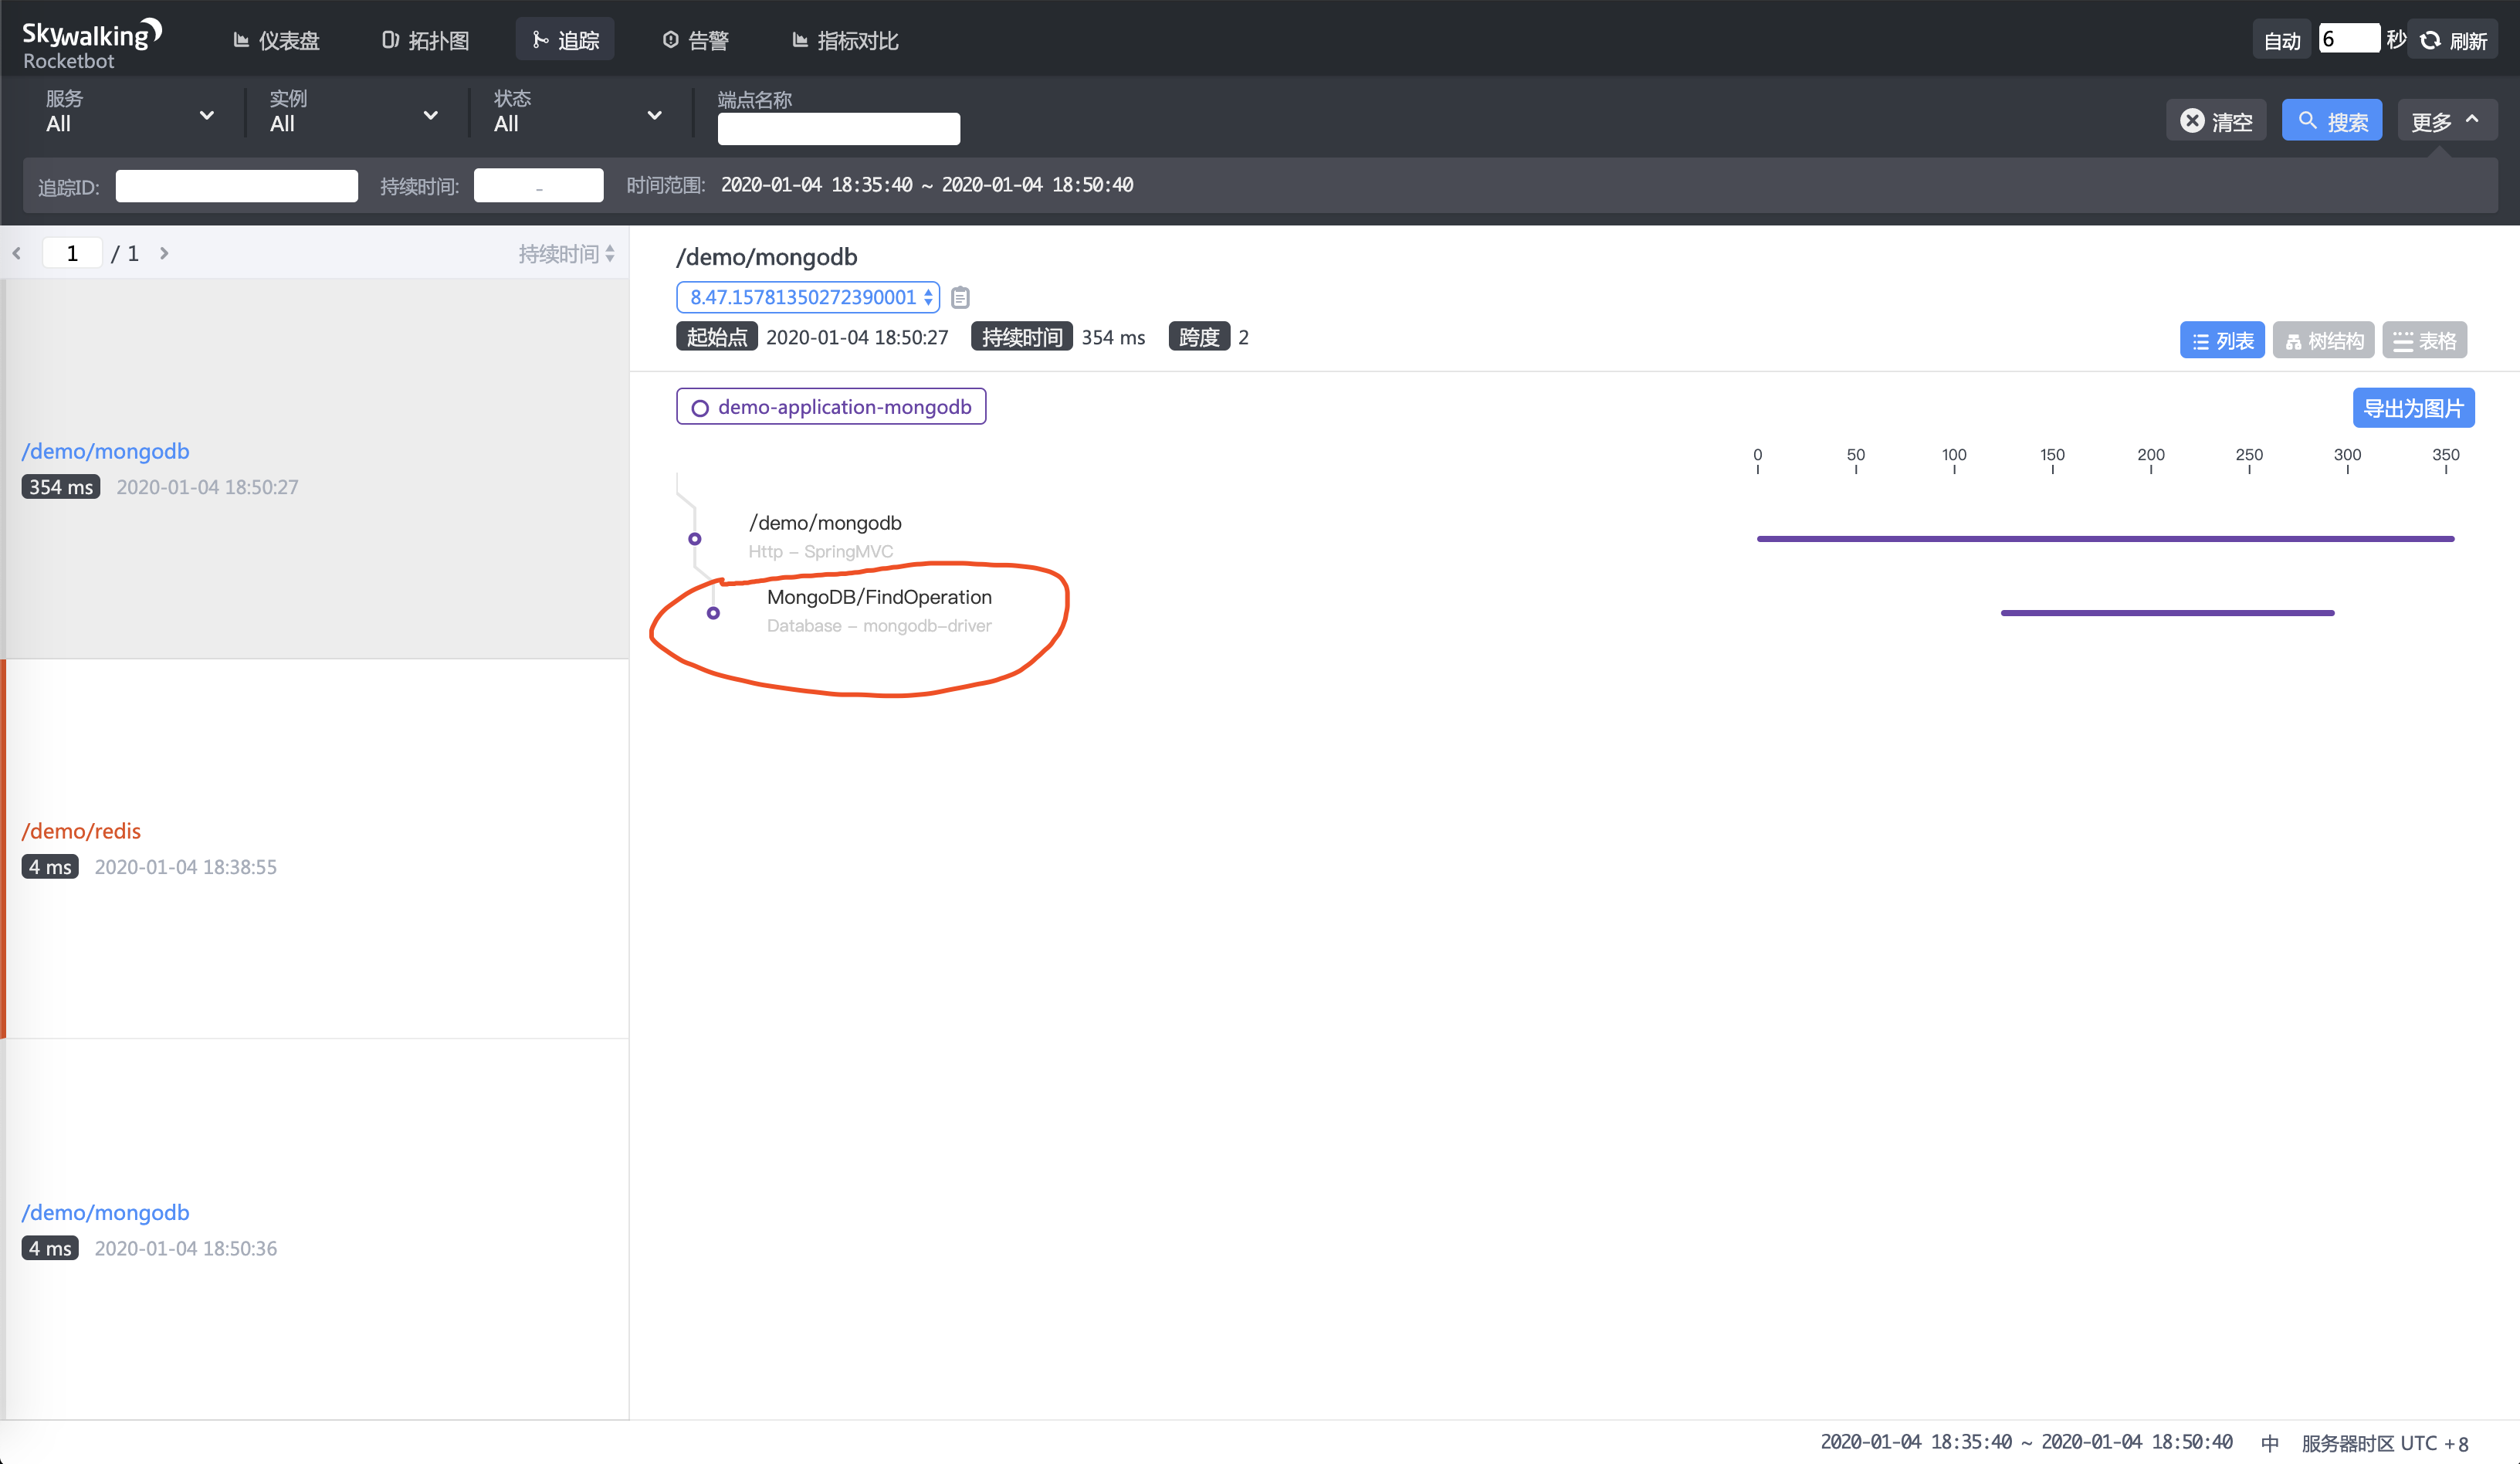 Skywalking
Rocketbot
仪表盘
拓扑图
追踪
告警
指标对比
自动 6 秒 刷新
服务
All
实例
All
状态
All
端点名称
清空
搜索
更多
追踪ID:
持续时间: -
时间范围: 2020-01-04 18:35:40 ~ 2020-01-04 18:50:40
1 / 1
持续时间
/demo/mongodb
354 ms 2020-01-04 18:50:27
/demo/redis
4 ms 2020-01-04 18:38:55
/demo/mongodb
4 ms 2020-01-04 18:50:36
/demo/mongodb
8.47.15781350272390001
起始点 2020-01-04 18:50:27 持续时间 354 ms 跨度 2
列表 树结构 表格
demo-application-mongodb
导出为图片
0 50 100 150 200 250 300 350
/demo/mongodb
Http - SpringMVC
MongoDB/FindOperation
Database - mongodb-driver
2020-01-04 18:35:40 ~ 2020-01-04 18:50:40 中 服务器时区 UTC +8